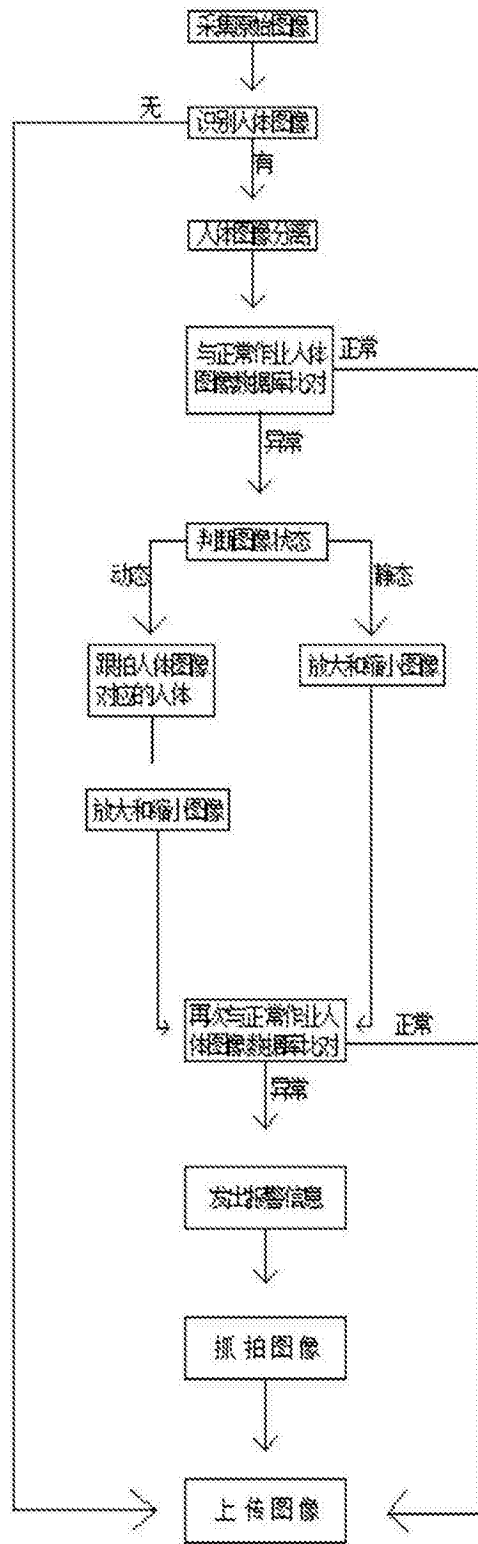 采集原始图像
无
识别人体图像
有
人体图像分离
与正常作业人体
正常
图像数据库比对
异常
判断图像状态
动态
静态
跟拍人体图像
对应的人体
放大和缩小图像
放大和缩小图像
再次与正常作业人
体图像数据库比对
正常
异常
发出报警信息
抓拍图像
上传图像